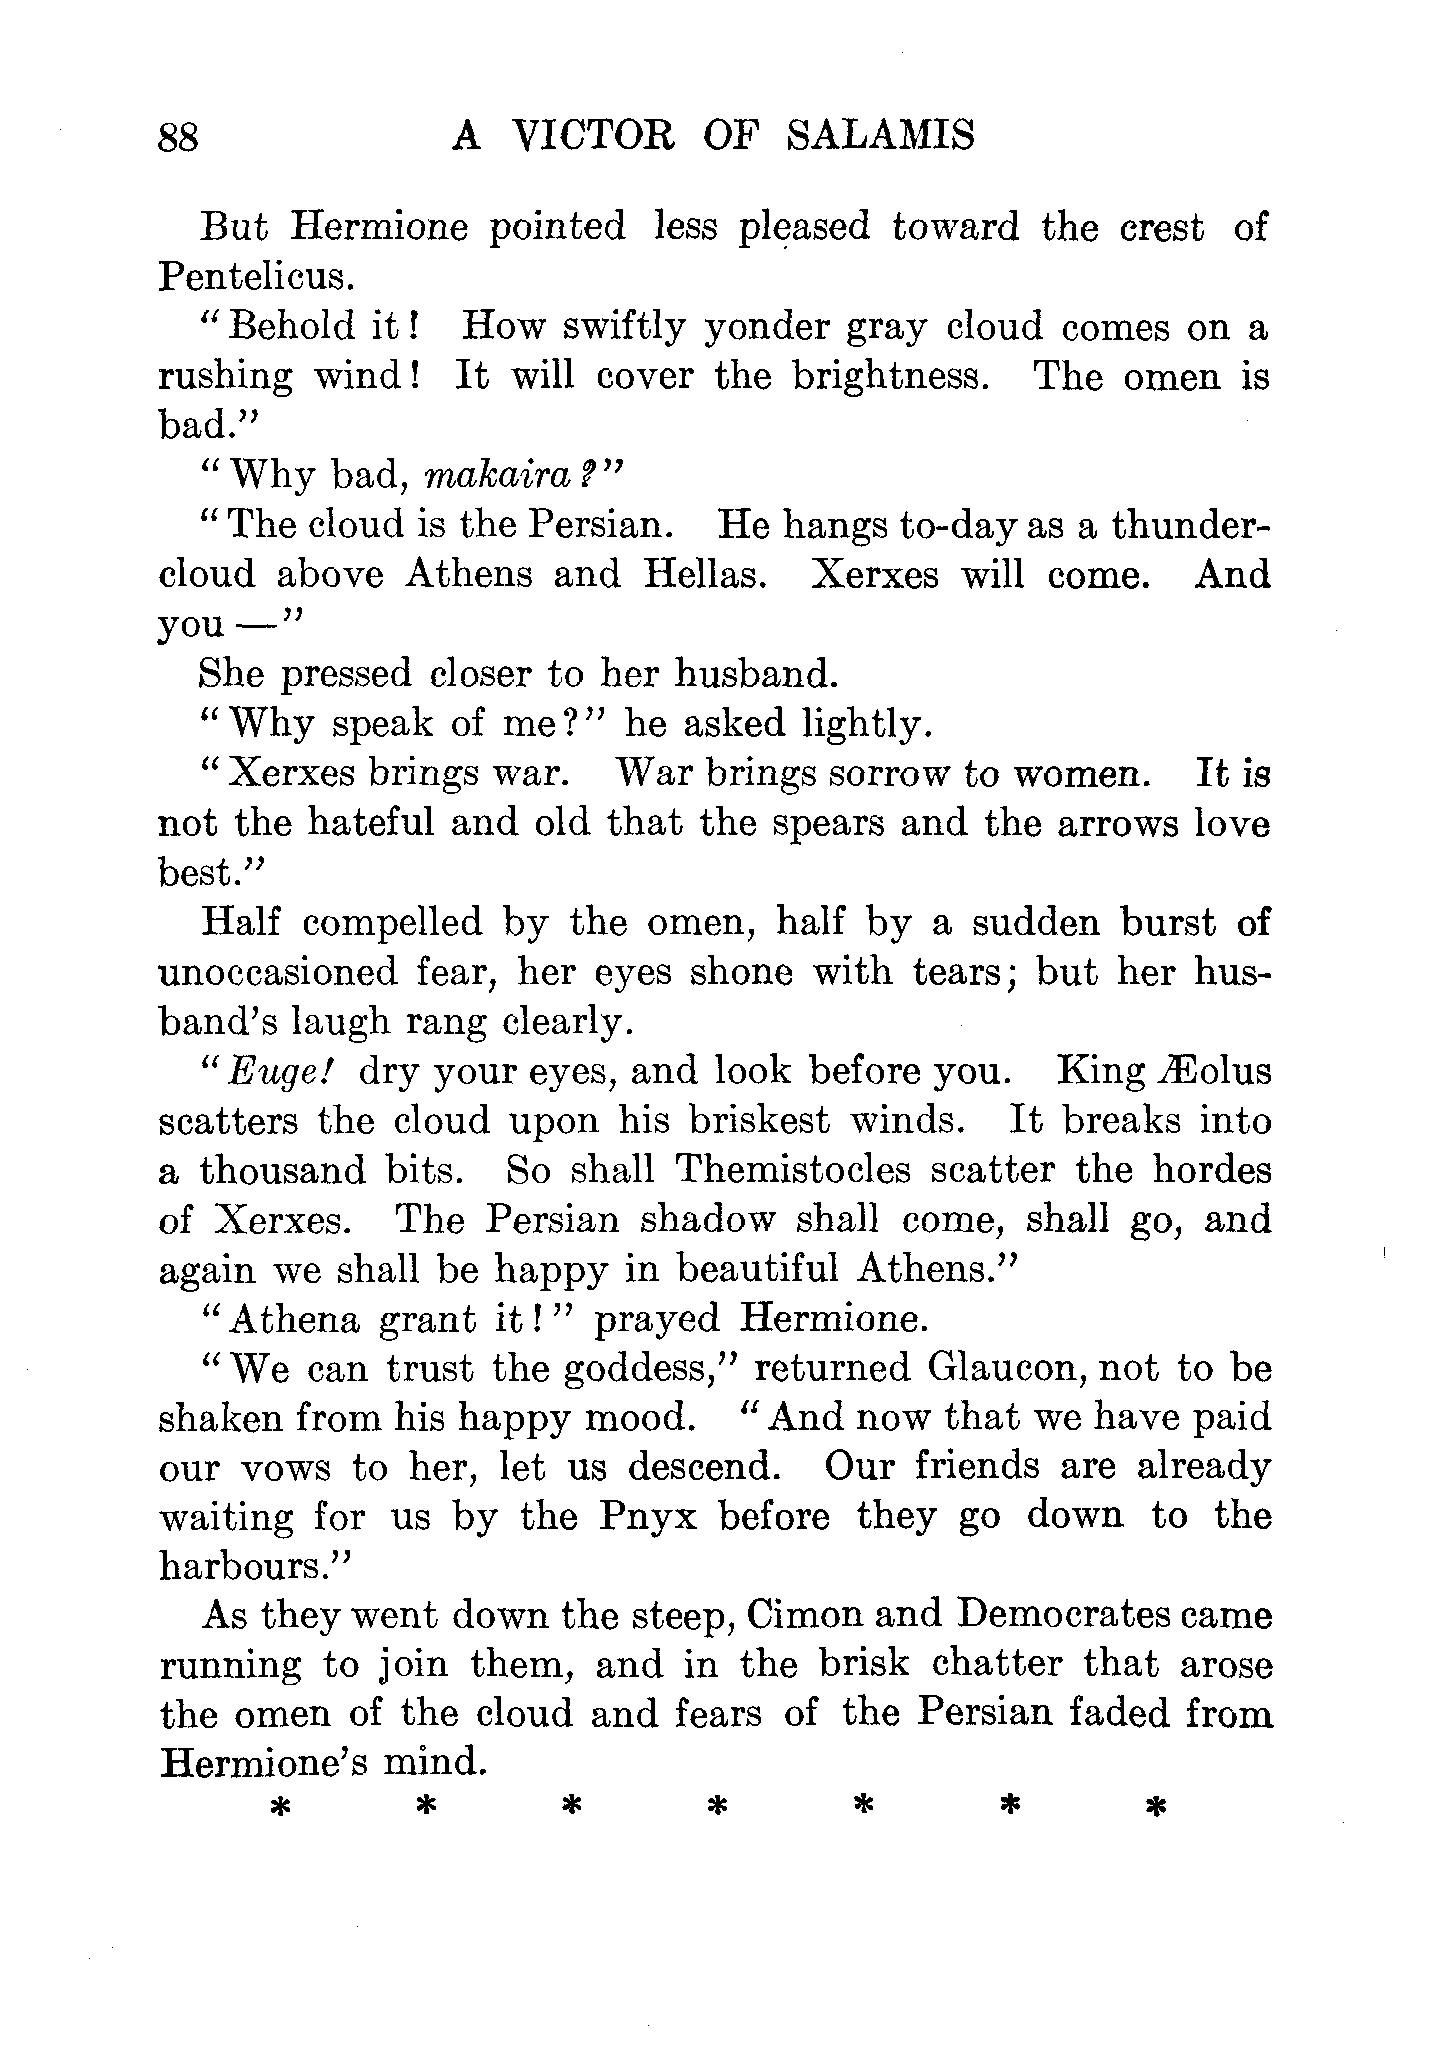 88 A VICTOR OF SALAMIS
But Hermione pointed less pleased toward the crest of
Pentelicus.
"Behold it! How swiftly yonder gray cloud comes on a
rushing wind! It will cover the brightness. The omen is
bad."
"Why bad, makaira?"
"The cloud is the Persian. He hangs to-day as a thunder-
cloud above Athens and Hellas. Xerxes will come. And
you —"
She pressed closer to her husband.
"Why speak of me?" he asked lightly.
"Xerxes brings war. War brings sorrow to women. It is
not the hateful and old that the spears and the arrows love
best."
Half compelled by the omen, half by a sudden burst of
unoccasioned fear, her eyes shone with tears; but her hus-
band's laugh rang clearly.
"Euge! dry your eyes, and look before you. King Æolus
scatters the cloud upon his briskest winds. It breaks into
a thousand bits. So shall Themistocles scatter the hordes
of Xerxes. The Persian shadow shall come, shall go, and
again we shall be happy in beautiful Athens."
"Athena grant it!" prayed Hermione.
"We can trust the goddess," returned Glaucon, not to be
shaken from his happy mood. "And now that we have paid
our vows to her, let us descend. Our friends are already
waiting for us by the Pnyx before they go down to the
harbours."
As they went down the steep, Cimon and Democrates came
running to join them, and in the brisk chatter that arose
the omen of the cloud and fears of the Persian faded from
Hermione's mind.
* * * * * * *